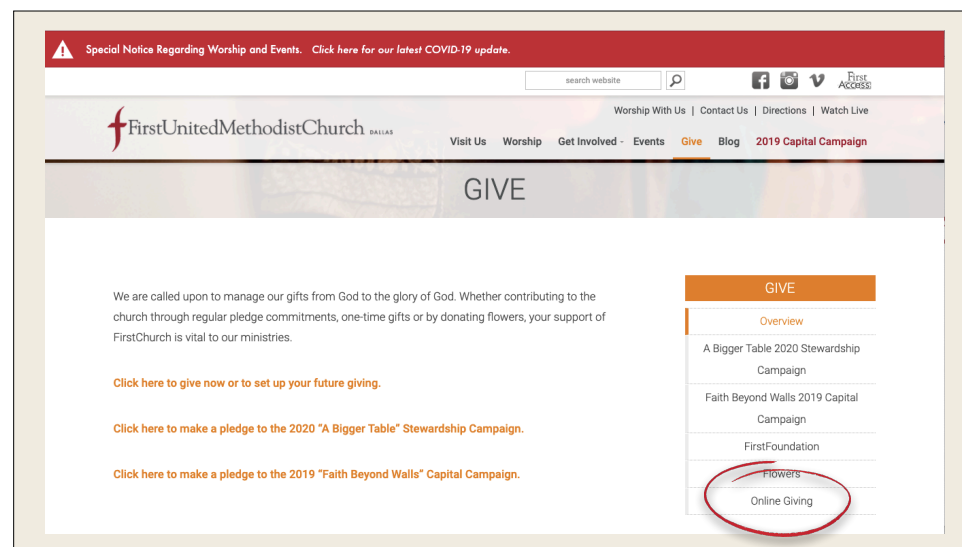 Special Notice Regarding Worship and Events. Click here for our latest COVID-19 update.
search website
First
Access
Worship With Us | Contact Us | Directions | Watch Live
FirstUnitedMethodistChurch DALLAS
Visit Us Worship Get Involved - Events Give Blog 2019 Capital Campaign
GIVE
We are called upon to manage our gifts from God to the glory of God. Whether contributing to the
church through regular pledge commitments, one-time gifts or by donating flowers, your support of
FirstChurch is vital to our ministries.
Click here to give now or to set up your future giving.
Click here to make a pledge to the 2020 “A Bigger Table” Stewardship Campaign.
Click here to make a pledge to the 2019 “Faith Beyond Walls” Capital Campaign.
GIVE
Overview
A Bigger Table 2020 Stewardship
Campaign
Faith Beyond Walls 2019 Capital
Campaign
FirstFoundation
Flowers
Online Giving